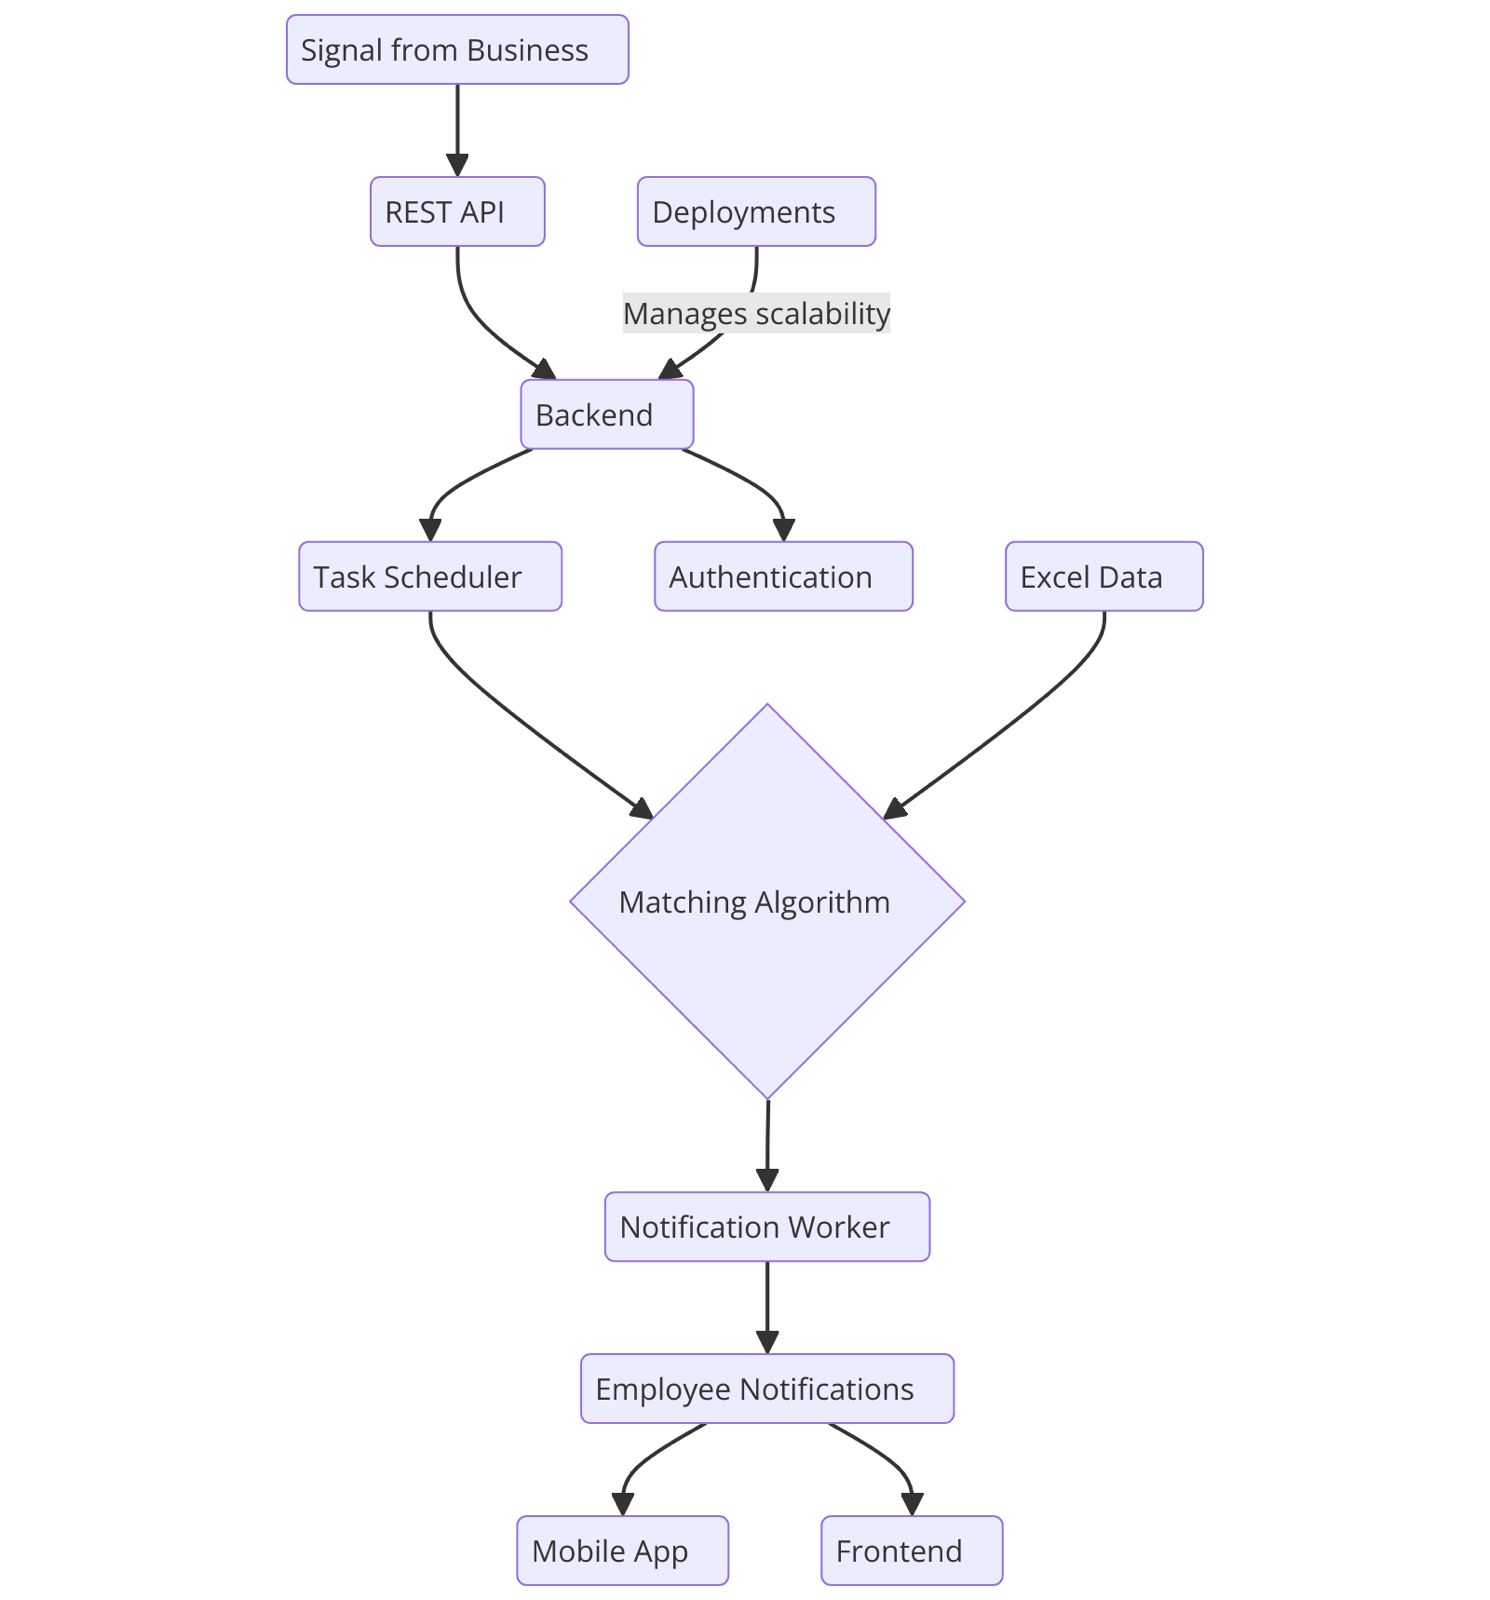 Signal from Business
REST API
Deployments
Manages scalability
Backend
Task Scheduler
Authentication
Excel Data
Matching Algorithm
Notification Worker
Employee Notifications
Mobile App
Frontend